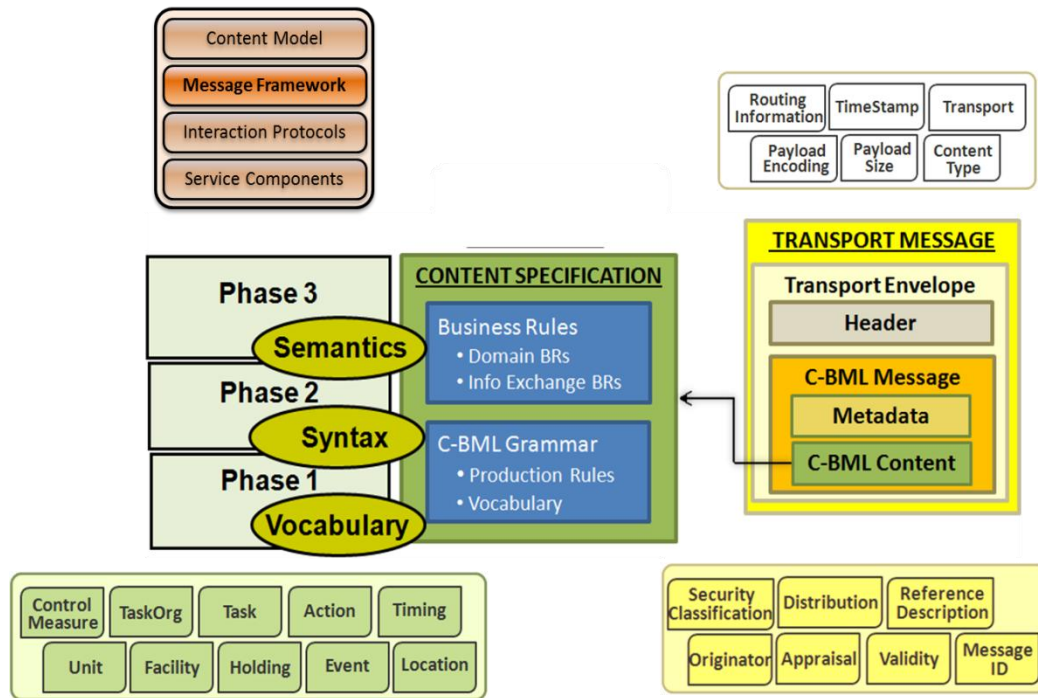 Content Model
Message Framework
Interaction Protocols
Service Components
Routing
Information
TimeStamp
Transport
Payload
Encoding
Payload
Size
Content
Type
Phase 3
Semantics
Phase 2
Syntax
Phase 1
Vocabulary
CONTENT SPECIFICATION
Business Rules
• Domain BRs
• Info Exchange BRs
C-BML Grammar
• Production Rules
• Vocabulary
TRANSPORT MESSAGE
Transport Envelope
Header
C-BML Message
Metadata
C-BML Content
Control
Measure
TaskOrg
Task
Action
Timing
Unit
Facility
Holding
Event
Location
Security
Classification
Distribution
Reference
Description
Originator
Appraisal
Validity
Message
ID